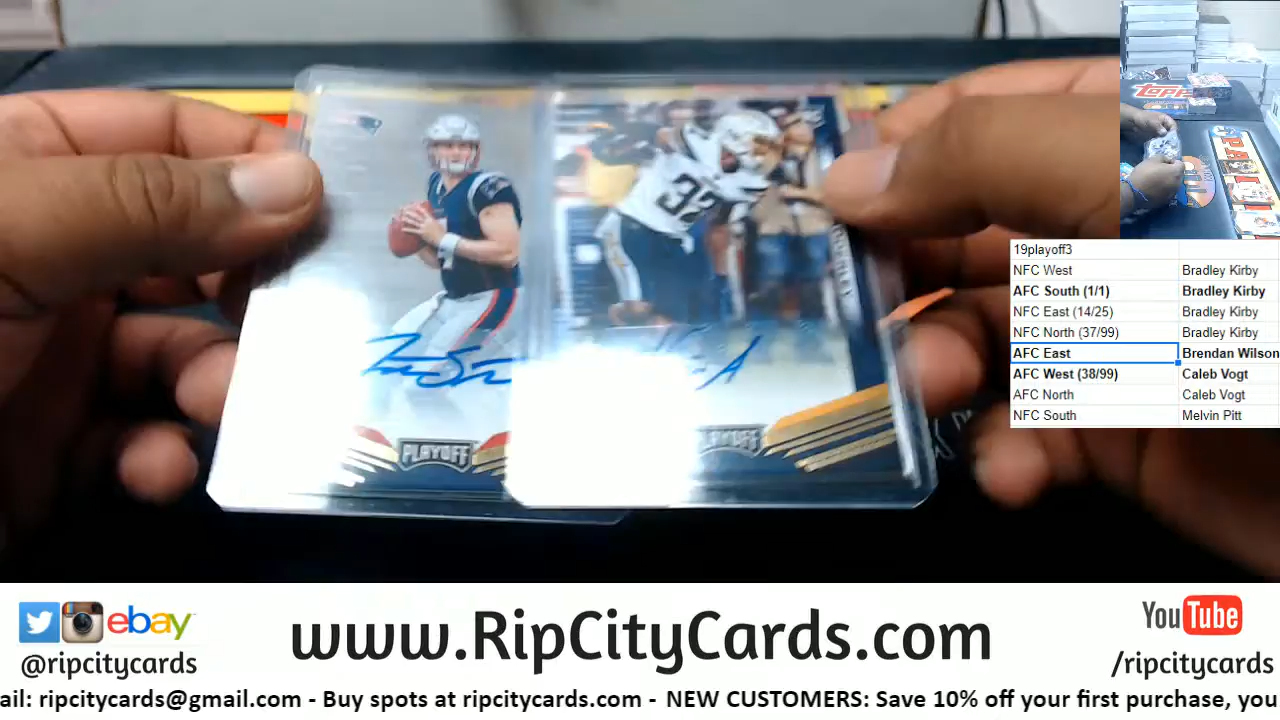 32
PLAYOFF
PLAYOFF
TOPPS
19playoff3
NFC West Bradley Kirby
AFC South (1/1) Bradley Kirby
NFC East (14/25) Bradley Kirby
NFC North (37/99) Bradley Kirby
AFC East Brendan Wilson
AFC West (38/99) Caleb Vogt
AFC North Caleb Vogt
NFC South Melvin Pitt
ebay
@ripcitycards
www.RipCityCards.com
YouTube
/ripcitycards
ail: ripcitycards@gmail.com - Buy spots at ripcitycards.com - NEW CUSTOMERS: Save 10% off your first purchase, you